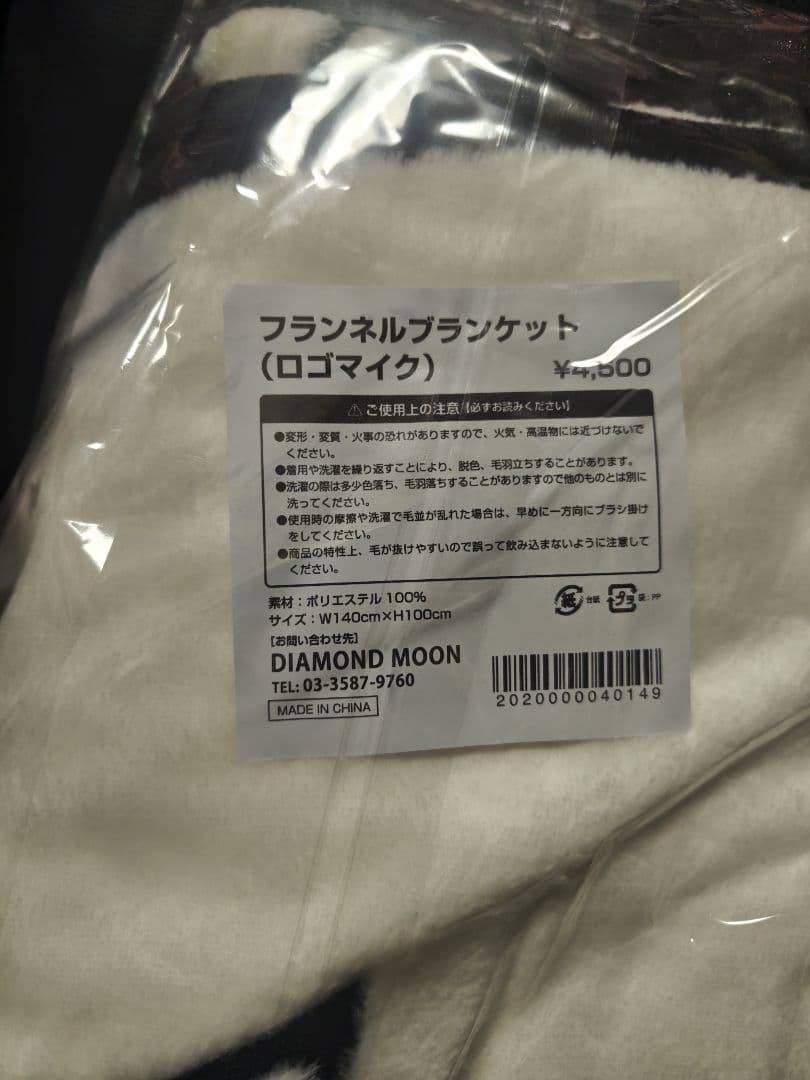 フランネルブランケット
（ロゴマイク） ¥4,500
⚠ご使用上の注意【必ずお読みください】
●変形・変質・火事の恐れがありますので、火気・高温物には近づけないで
ください。
●着用や洗濯を繰り返すことにより、脱色、毛羽立ちすることがあります。
●洗濯の際は多少色落ち、毛羽落ちすることがありますので他のものとは別に
洗ってください。
●使用時の摩擦や洗濯で毛並が乱れた場合は、早めに一方向にブラシ掛け
をしてください。
●商品の特性上、毛が抜けやすいので誤って飲み込まないように注意して
ください。
素材：ポリエステル100%
サイズ：W140cm×H100cm
紙 台紙 プラ 袋：PP
【お問い合わせ先】
DIAMOND MOON
TEL: 03-3587-9760
MADE IN CHINA
2020000040149